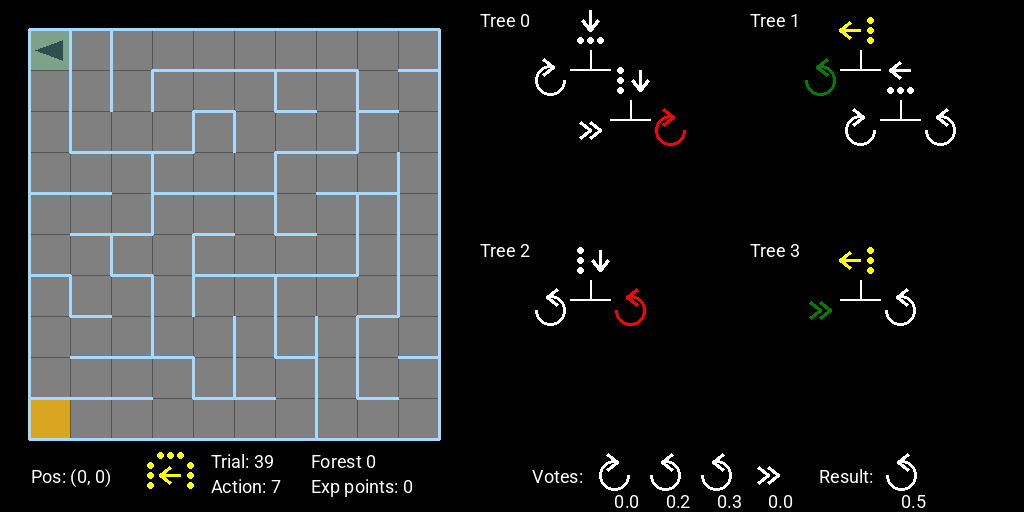 Tree 0
Tree 1
Tree 2
Tree 3
Pos: (0, 0)
Trial: 39
Action: 7
Forest 0
Exp points: 0
Votes:
0.0
0.2
0.3
0.0
Result:
0.5